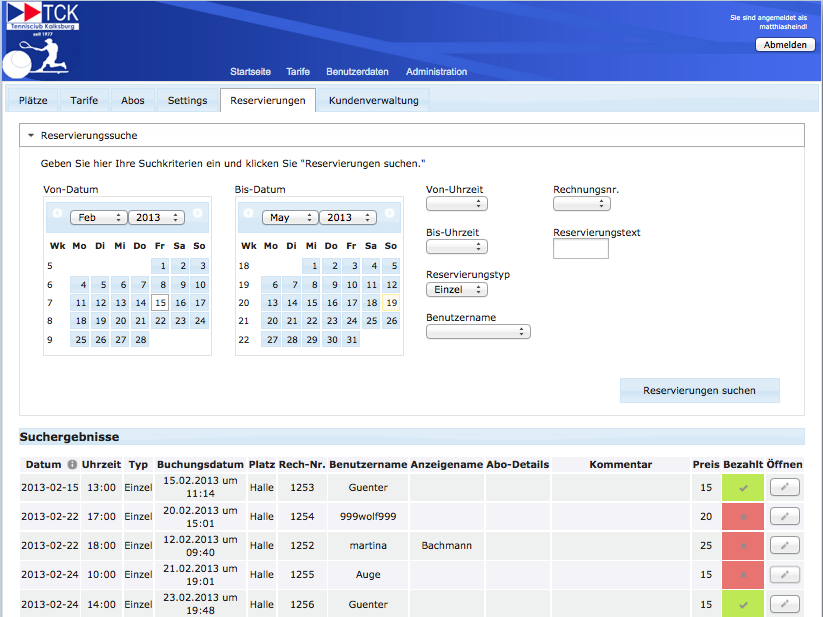 TCK
Tennisclub Kalksburg
seit 1977
Sie sind angemeldet als
matthiasheindl
Abmelden
Startseite Tarife Benutzerdaten Administration
Plätze Tarife Abos Settings Reservierungen Kundenverwaltung
Reservierungssuche
Geben Sie hier Ihre Suchkriterien ein und klicken Sie "Reservierungen suchen."
Von-Datum Bis-Datum Von-Uhrzeit Rechnungsnr.
Feb 2013 May 2013
Bis-Uhrzeit Reservierungstext
Wk Mo Di Mi Do Fr Sa So Wk Mo Di Mi Do Fr Sa So
5 1 2 3 18 1 2 3 4 5
Reservierungstyp
6 4 5 6 7 8 9 10 19 6 7 8 9 10 11 12
Einzel
7 11 12 13 14 15 16 17 20 13 14 15 16 17 18 19
Benutzername
8 18 19 20 21 22 23 24 21 20 21 22 23 24 25 26
9 25 26 27 28 22 27 28 29 30 31
Reservierungen suchen
Suchergebnisse
Datum Uhrzeit Typ Buchungsdatum Platz Rech-Nr. Benutzername Anzeigename Abo-Details Kommentar Preis Bezahlt Öffnen
2013-02-15 13:00 Einzel 15.02.2013 um 11:14 Halle 1253 Guenter 15
2013-02-22 17:00 Einzel 20.02.2013 um 15:01 Halle 1254 999wolf999 20
2013-02-22 18:00 Einzel 12.02.2013 um 09:40 Halle 1252 martina Bachmann 25
2013-02-24 10:00 Einzel 21.02.2013 um 19:01 Halle 1255 Auge 15
2013-02-24 14:00 Einzel 23.02.2013 um 19:48 Halle 1256 Guenter 15